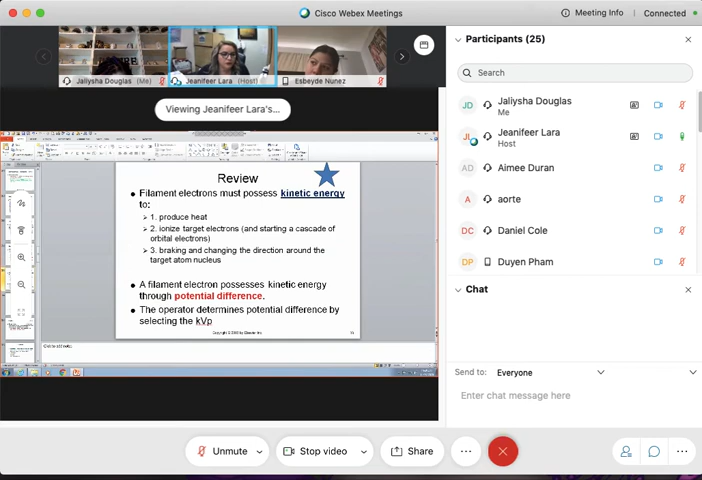 Cisco Webex Meetings
Meeting Info
Connected
Jaliysha Douglas (Me)
Jeanifeer Lara (Host)
Esbeyde Nunez
Viewing Jeanifeer Lara's...
Review
Filament electrons must possess kinetic energy
to:
1. produce heat
2. ionize target electrons (and starting a cascade of
orbital electrons)
3. braking and changing the direction around the
target atom nucleus
A filament electron possesses kinetic energy
through potential difference.
The operator determines potential difference by
selecting the kVp
Click to add notes
Participants (25)
Search
JD
Jaliysha Douglas
Me
JL
Jeanifeer Lara
Host
AD
Aimee Duran
A
aorte
DC
Daniel Cole
DP
Duyen Pham
Chat
Send to:
Everyone
Enter chat message here
Unmute
Stop video
Share